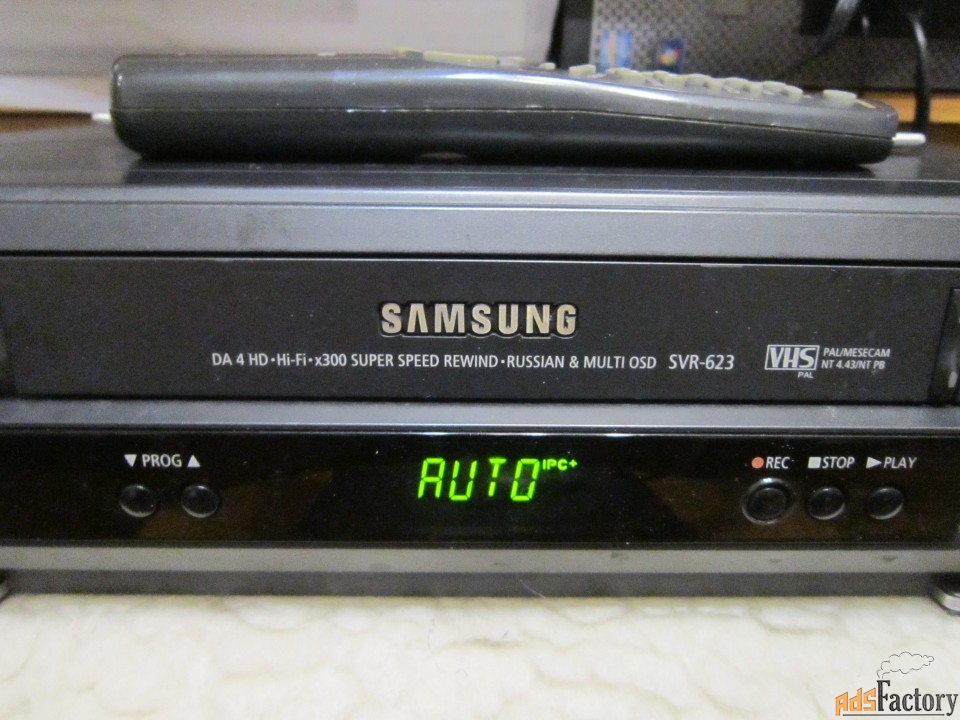 SAMSUNG
DA 4 HD•Hi-Fi•x300 SUPER SPEED REWIND•RUSSIAN & MULTI OSD SVR-623
VHS
PAL
PAL/MESECAM
NT 4.43/NT PB
▼ PROG ▲
AUTO IPC+
●REC ■STOP ►PLAY
AdsFactory